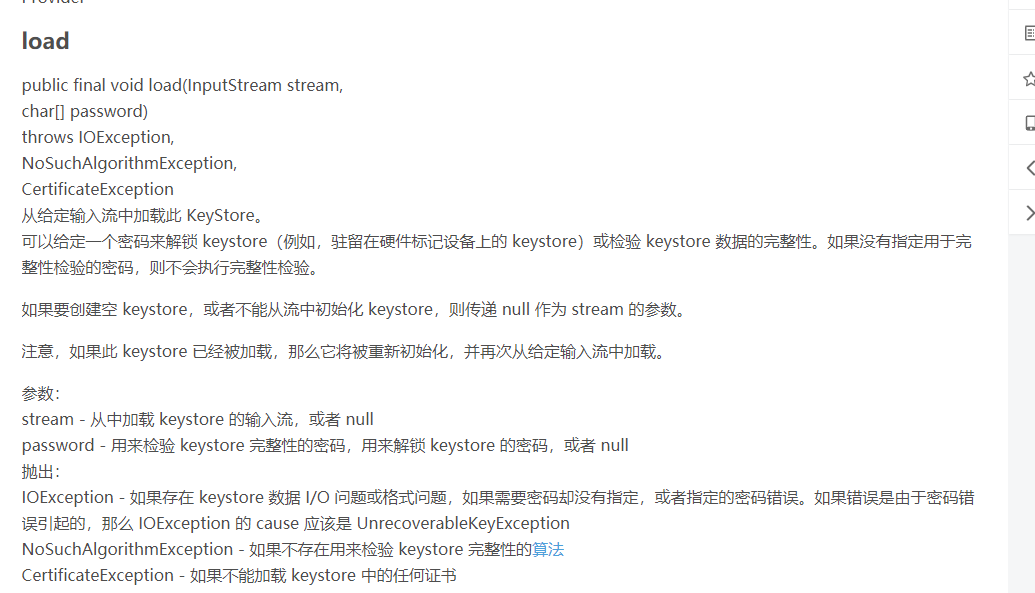 Provider
load
public final void load(InputStream stream,
char[] password)
throws IOException,
NoSuchAlgorithmException,
CertificateException
从给定输入流中加载此 KeyStore。
可以给定一个密码来解锁 keystore（例如，驻留在硬件标记设备上的 keystore）或检验 keystore 数据的完整性。如果没有指定用于完
整性检验的密码，则不会执行完整性检验。
如果要创建空 keystore，或者不能从流中初始化 keystore，则传递 null 作为 stream 的参数。
注意，如果此 keystore 已经被加载，那么它将被重新初始化，并再次从给定输入流中加载。
参数：
stream - 从中加载 keystore 的输入流，或者 null
password - 用来检验 keystore 完整性的密码，用来解锁 keystore 的密码，或者 null
抛出：
IOException - 如果存在 keystore 数据 I/O 问题或格式问题，如果需要密码却没有指定，或者指定的密码错误。如果错误是由于密码错
误引起的，那么 IOException 的 cause 应该是 UnrecoverableKeyException
NoSuchAlgorithmException - 如果不存在用来检验 keystore 完整性的算法
CertificateException - 如果不能加载 keystore 中的任何证书